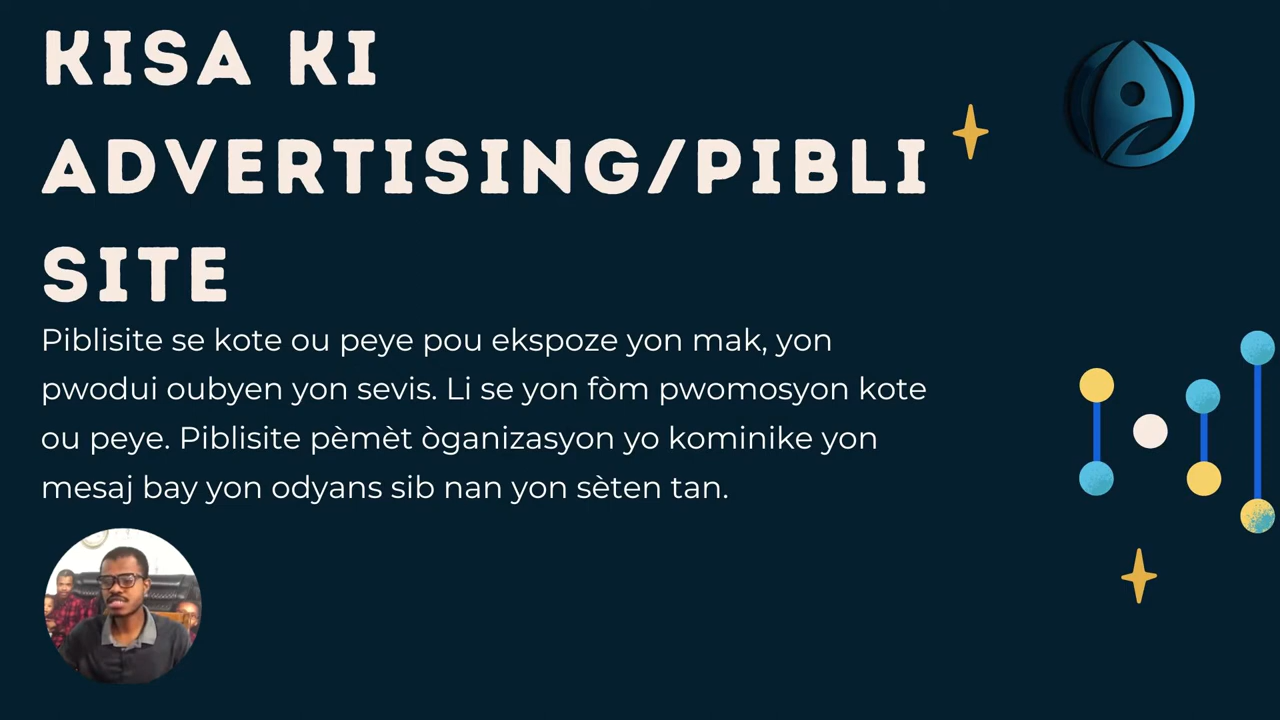 KISA KI
ADVERTISING/PIBLI
SITE
Piblisite se kote ou peye pou ekspoze yon mak, yon
pwodui oubyen yon sevis. Li se yon fòm pwomosyon kote
ou peye. Piblisite pèmèt òganizasyon yo kominike yon
mesaj bay yon odyans sib nan yon sèten tan.